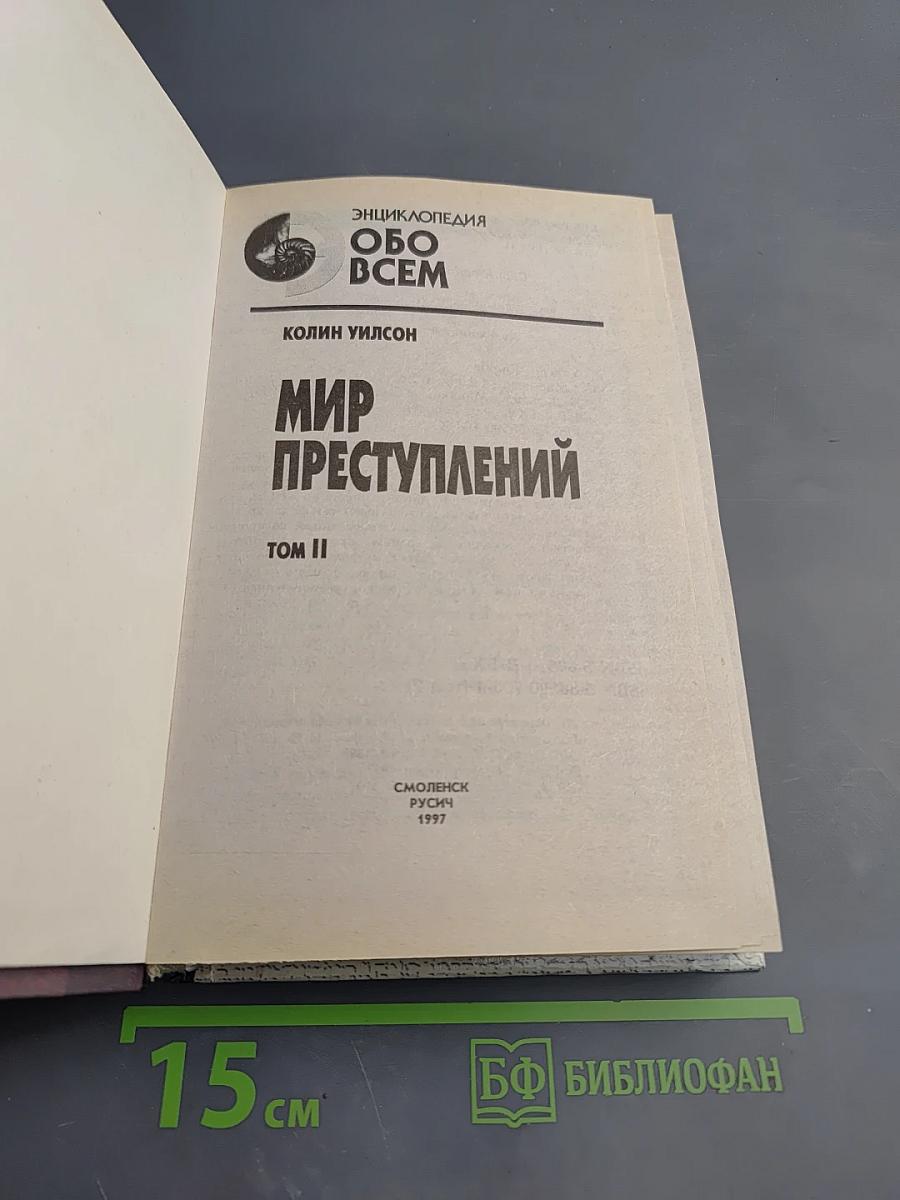 ЭНЦИКЛОПЕДИЯ
ОБО
ВСЕМ
КОЛИН УИЛСОН
МИР
ПРЕСТУПЛЕНИЙ
ТОМ II
СМОЛЕНСК
РУСИЧ
1997
15 см
БФ БИБЛИОФАН